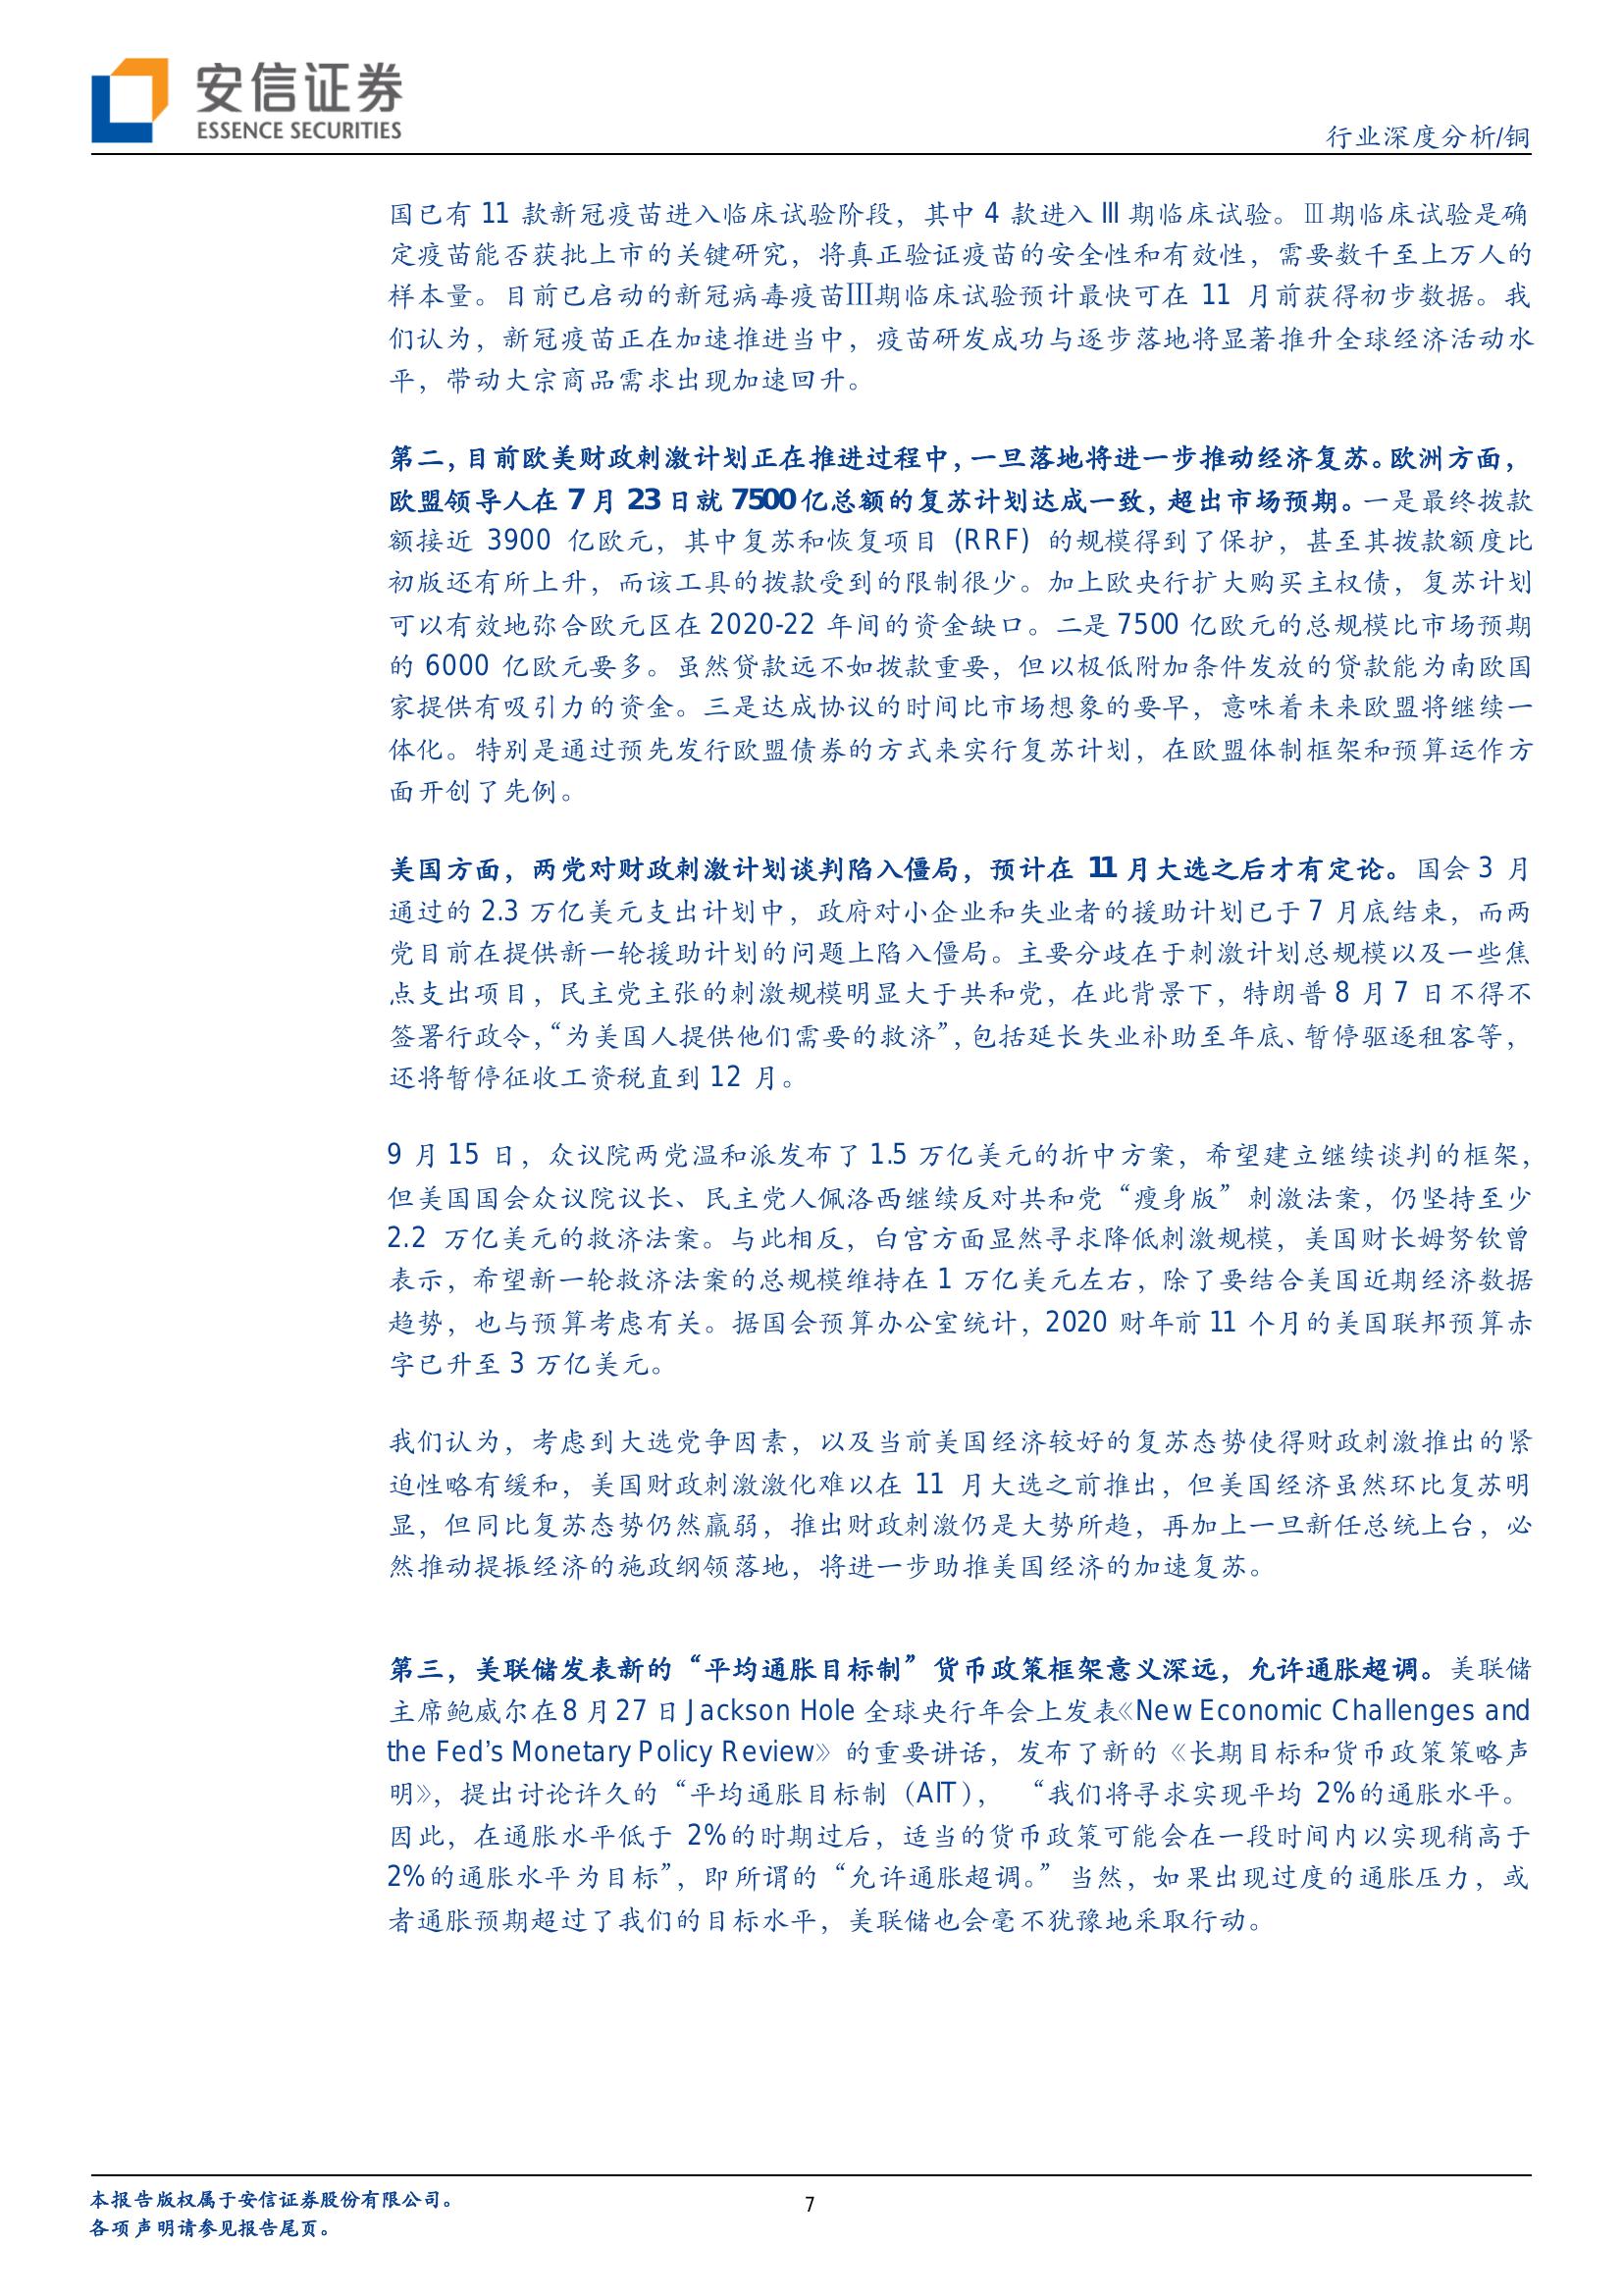 安信证券
ESSENCE SECURITIES
行业深度分析/铜
国已有 11 款新冠疫苗进入临床试验阶段，其中 4 款进入 III 期临床试验。Ⅲ期临床试验是确
定疫苗能否获批上市的关键研究，将真正验证疫苗的安全性和有效性，需要数千至上万人的
样本量。目前已启动的新冠病毒疫苗Ⅲ期临床试验预计最快可在 11 月前获得初步数据。我
们认为，新冠疫苗正在加速推进当中，疫苗研发成功与逐步落地将显著推升全球经济活动水
平，带动大宗商品需求出现加速回升。
第二，目前欧美财政刺激计划正在推进过程中，一旦落地将进一步推动经济复苏。欧洲方面，
欧盟领导人在 7 月 23 日就 7500 亿总额的复苏计划达成一致，超出市场预期。一是最终拨款
额接近 3900 亿欧元，其中复苏和恢复项目 (RRF) 的规模得到了保护，甚至其拨款额度比
初版还有所上升，而该工具的拨款受到的限制很少。加上欧央行扩大购买主权债，复苏计划
可以有效地弥合欧元区在 2020-22 年间的资金缺口。二是 7500 亿欧元的总规模比市场预期
的 6000 亿欧元要多。虽然贷款远不如拨款重要，但以极低附加条件发放的贷款能为南欧国
家提供有吸引力的资金。三是达成协议的时间比市场想象的要早，意味着未来欧盟将继续一
体化。特别是通过预先发行欧盟债券的方式来实行复苏计划，在欧盟体制框架和预算运作方
面开创了先例。
美国方面，两党对财政刺激计划谈判陷入僵局，预计在 11 月大选之后才有定论。国会 3 月
通过的 2.3 万亿美元支出计划中，政府对小企业和失业者的援助计划已于 7 月底结束，而两
党目前在提供新一轮援助计划的问题上陷入僵局。主要分歧在于刺激计划总规模以及一些焦
点支出项目，民主党主张的刺激规模明显大于共和党，在此背景下，特朗普 8 月 7 日不得不
签署行政令，“为美国人提供他们需要的救济”，包括延长失业补助至年底、暂停驱逐租客等，
还将暂停征收工资税直到 12 月。
9 月 15 日，众议院两党温和派发布了 1.5 万亿美元的折中方案，希望建立继续谈判的框架，
但美国国会众议院议长、民主党人佩洛西继续反对共和党“瘦身版”刺激法案，仍坚持至少
2.2 万亿美元的救济法案。与此相反，白宫方面显然寻求降低刺激规模，美国财长姆努钦曾
表示，希望新一轮救济法案的总规模维持在 1 万亿美元左右，除了要结合美国近期经济数据
趋势，也与预算考虑有关。据国会预算办公室统计，2020 财年前 11 个月的美国联邦预算赤
字已升至 3 万亿美元。
我们认为，考虑到大选党争因素，以及当前美国经济较好的复苏态势使得财政刺激推出的紧
迫性略有缓和，美国财政刺激激化难以在 11 月大选之前推出，但美国经济虽然环比复苏明
显，但同比复苏态势仍然羸弱，推出财政刺激仍是大势所趋，再加上一旦新任总统上台，必
然推动提振经济的施政纲领落地，将进一步助推美国经济的加速复苏。
第三，美联储发表新的“平均通胀目标制”货币政策框架意义深远，允许通胀超调。美联储
主席鲍威尔在 8 月 27 日 Jackson Hole 全球央行年会上发表《New Economic Challenges and
the Fed’s Monetary Policy Review》的重要讲话，发布了新的《长期目标和货币政策策略声
明》，提出讨论许久的“平均通胀目标制（AIT）， “我们将寻求实现平均 2%的通胀水平。
因此，在通胀水平低于 2%的时期过后，适当的货币政策可能会在一段时间内以实现稍高于
2%的通胀水平为目标”，即所谓的“允许通胀超调。”当然，如果出现过度的通胀压力，或
者通胀预期超过了我们的目标水平，美联储也会毫不犹豫地采取行动。
本报告版权属于安信证券股份有限公司。
各项声明请参见报告尾页。
7